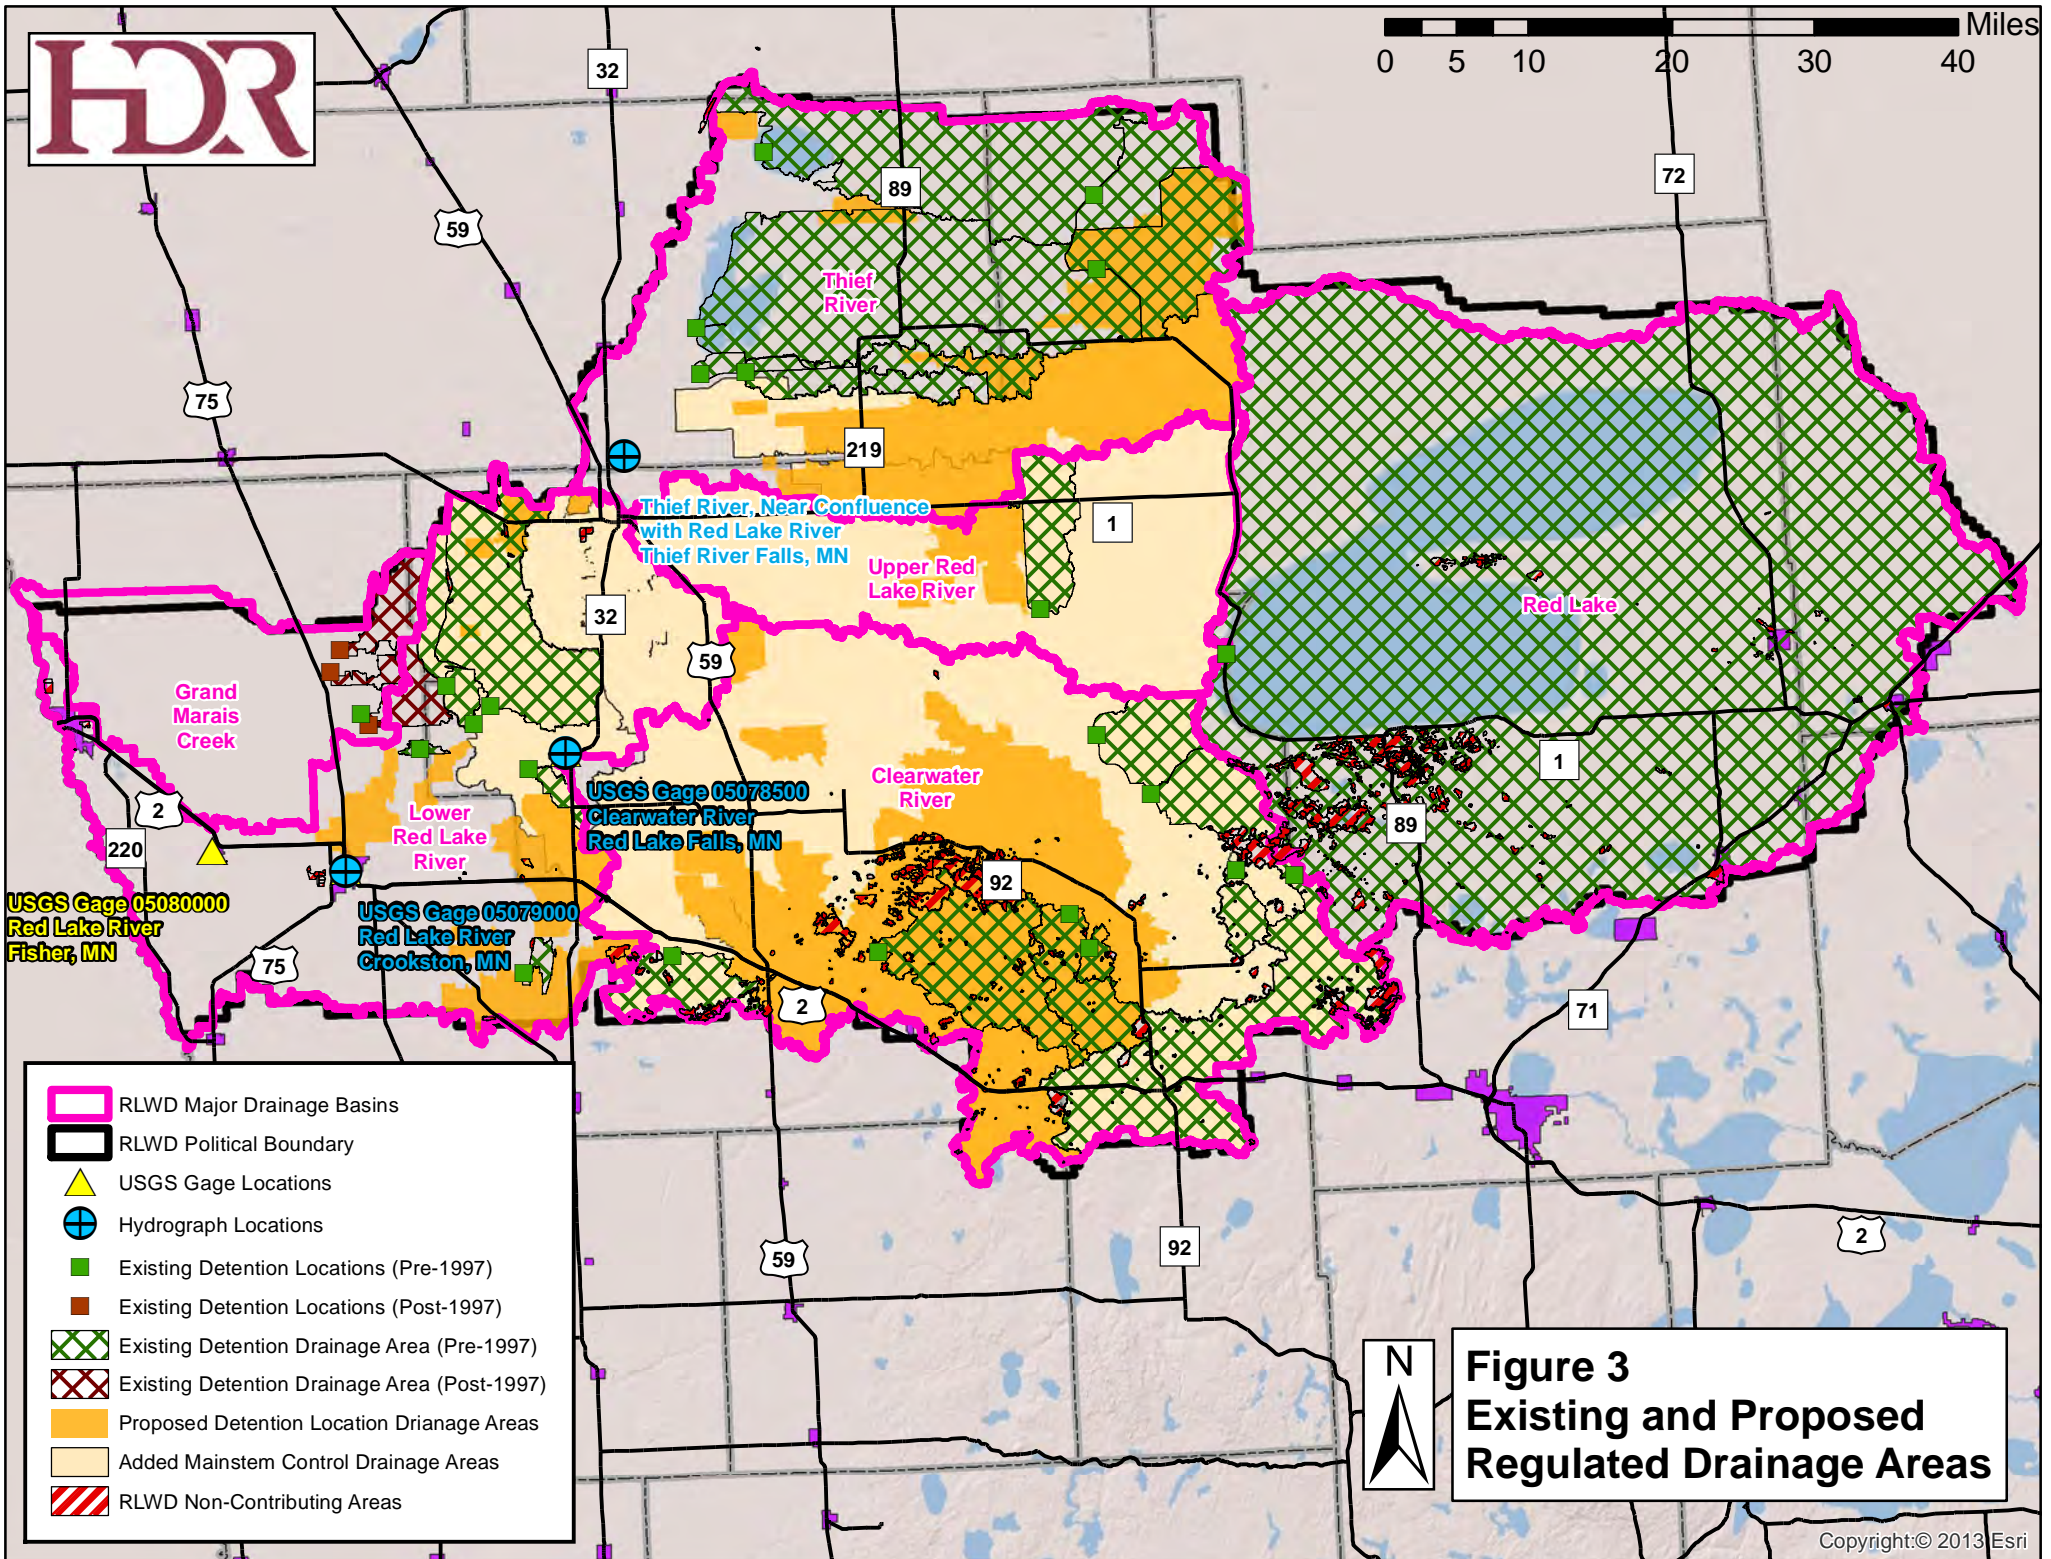 HDR
Miles
0 5 10 20 30 40
32
72
89
59
Thief
River
75
219
Thief River, Near Confluence
with Red Lake River
Thief River Falls, MN
1
Upper Red
Lake River
Red Lake
32
59
Grand
Marais
Creek
1
Clearwater
River
USGS Gage 05078500
Clearwater River
Red Lake Falls, MN
2
Lower
Red Lake
River
89
220
92
USGS Gage 05080000
Red Lake River
Fisher, MN
USGS Gage 05079000
Red Lake River
Crookston, MN
75
2
71
RLWD Major Drainage Basins
RLWD Political Boundary
USGS Gage Locations
Hydrograph Locations
Existing Detention Locations (Pre-1997)
Existing Detention Locations (Post-1997)
Existing Detention Drainage Area (Pre-1997)
Existing Detention Drainage Area (Post-1997)
Proposed Detention Location Drianage Areas
Added Mainstem Control Drainage Areas
RLWD Non-Contributing Areas
59
92
2
N
Figure 3
Existing and Proposed
Regulated Drainage Areas
Copyright:© 2013 Esri